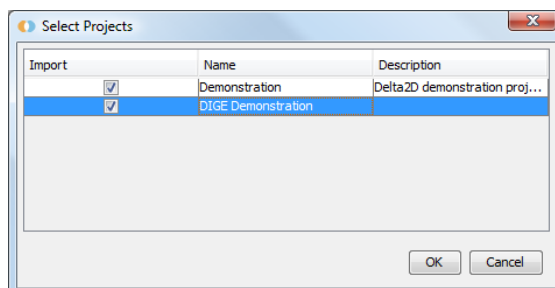 Select Projects
Import Name Description
Demonstration Delta2D demonstration proj...
DIGE Demonstration
OK Cancel